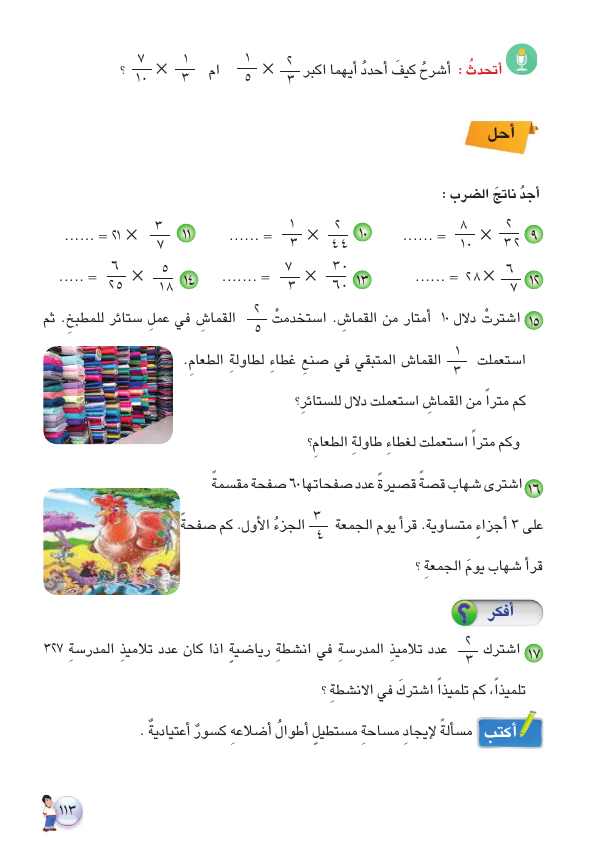 أتحدثُ : أشرحُ كيفَ أحددُ أيهما اكبر ٢/٣ × ١/٥ ام ١/٣ × ٧/١٠ ؟
أحل
أجدُ ناتجَ الضرب :
٩ ٢/٣٢ × ٨/١٠ = ......
١٠ ٢/٤٤ × ١/٣ = ......
١١ ٣/٧ × ٢١ = ......
١٢ ٦/٧ × ٢٨ = ......
١٣ ٣٠/٦٠ × ٧/٣ = .......
١٤ ٥/١٨ × ٦/٢٥ = .....
١٥ اشترتْ دلال ١٠ أمتار من القماشِ. استخدمتْ ٢/٥ القماشِ في عملِ ستائر للمطبخِ. ثم
استعملت ١/٣ القماش المتبقي في صنعِ غطاءٍ لطاولةِ الطعامِ.
كم متراً من القماشِ استعملت دلال للستائرِ؟
وكم متراً استعملت لغطاءِ طاولةِ الطعامِ؟
١٦ اشترى شهاب قصةً قصيرةً عدد صفحاتها ٦٠ صفحة مقسمةً
على ٣ أجزاءٍ متساوية. قرأ يوم الجمعة ٣/٤ الجزءُ الأول. كم صفحةً
قرأ شهاب يومَ الجمعةِ ؟
أفكر ؟
١٧ اشترك ٢/٣ عدد تلاميذِ المدرسةِ في انشطةِ رياضيةٍ اذا كان عدد تلاميذِ المدرسةِ ٣٢٧
تلميذاً، كم تلميذاً اشتركَ في الانشطةِ ؟
أكتب مسألةً لإيجادِ مساحةِ مستطيلٍ أطوالُ أضلاعهِ كسورٌ أعتياديةٌ .
١١٣